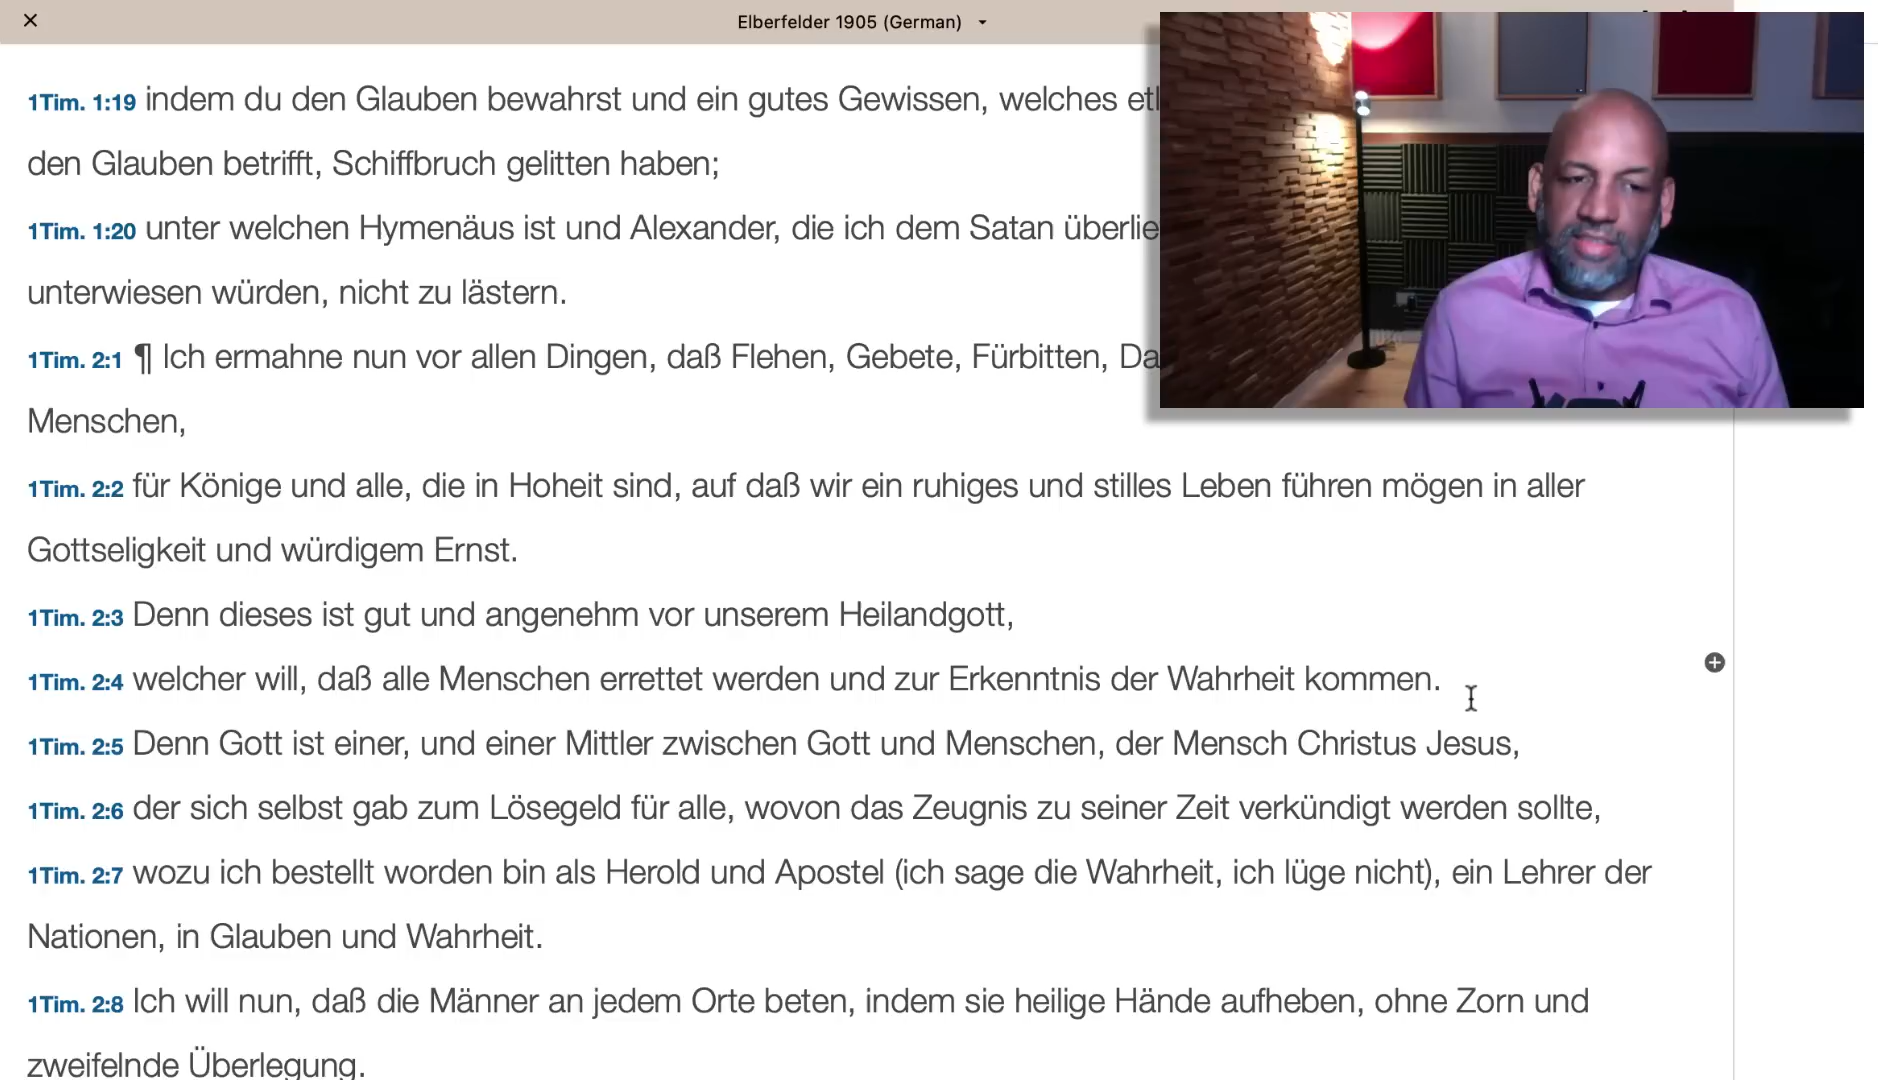 Elberfelder 1905 (German)
1Tim. 1:19 indem du den Glauben bewahrst und ein gutes Gewissen, welches
den Glauben betrifft, Schiffbruch gelitten haben;
1Tim. 1:20 unter welchen Hymenäus ist und Alexander, die ich dem Satan
unterwiesen würden, nicht zu lästern.
1Tim. 2:1 ¶ Ich ermahne nun vor allen Dingen, daß Flehen, Gebete, Fürbitten,
Menschen,
1Tim. 2:2 für Könige und alle, die in Hoheit sind, auf daß wir ein ruhiges und stilles Leben führen mögen in aller
Gottseligkeit und würdigem Ernst.
1Tim. 2:3 Denn dieses ist gut und angenehm vor unserem Heilandgott,
1Tim. 2:4 welcher will, daß alle Menschen errettet werden und zur Erkenntnis der Wahrheit kommen.
1Tim. 2:5 Denn Gott ist einer, und einer Mittler zwischen Gott und Menschen, der Mensch Christus Jesus,
1Tim. 2:6 der sich selbst gab zum Lösegeld für alle, wovon das Zeugnis zu seiner Zeit verkündigt werden sollte,
1Tim. 2:7 wozu ich bestellt worden bin als Herold und Apostel (ich sage die Wahrheit, ich lüge nicht), ein Lehrer der
Nationen, in Glauben und Wahrheit.
1Tim. 2:8 Ich will nun, daß die Männer an jedem Orte beten, indem sie heilige Hände aufheben, ohne Zorn und
zweifelnde Überlegung.